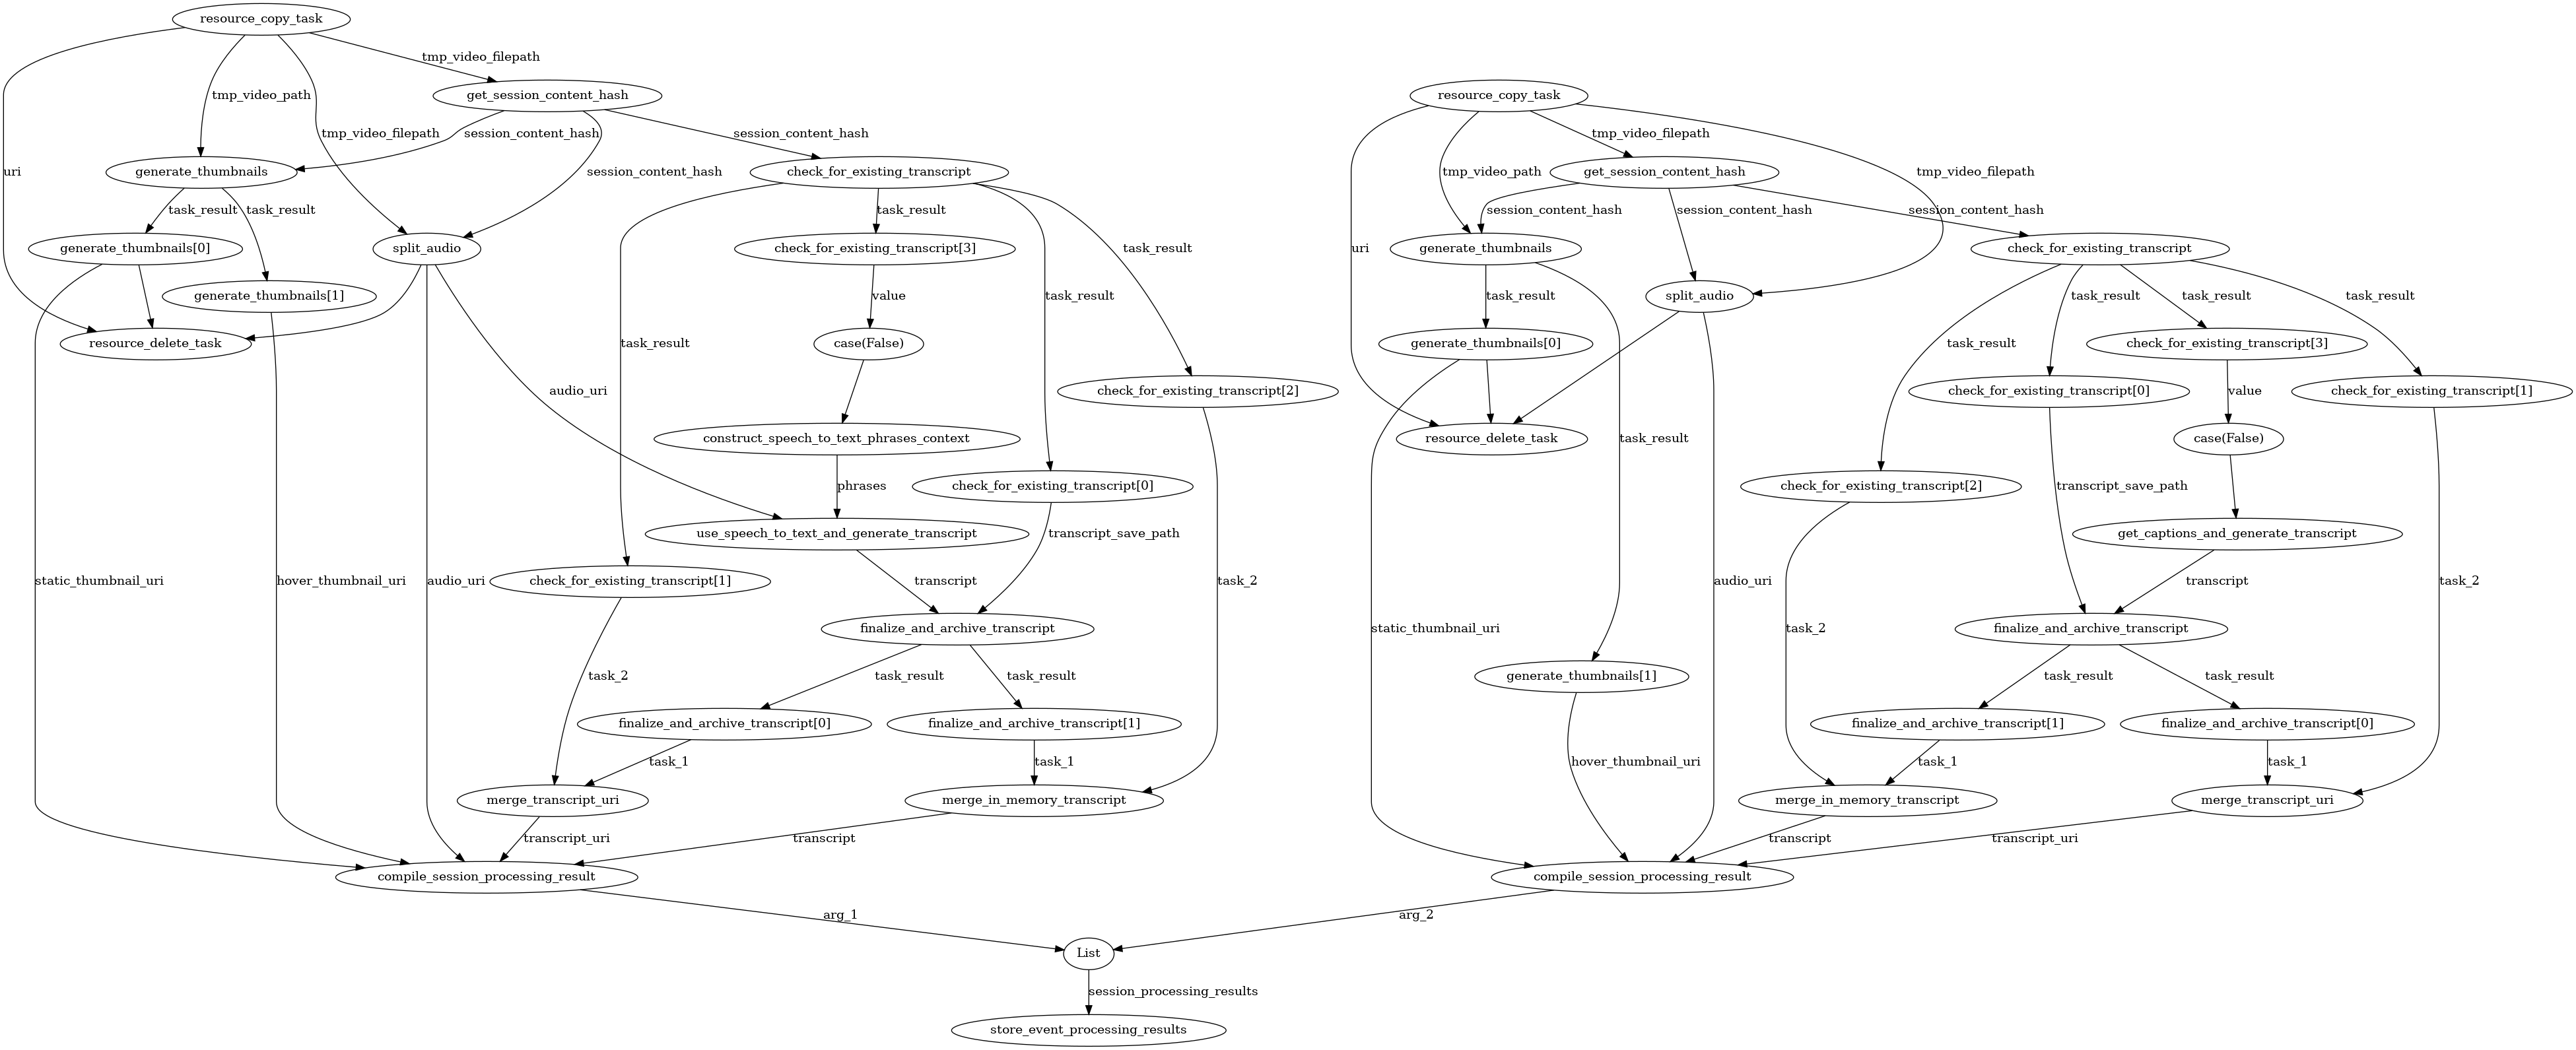 resource_copy_task
tmp_video_filepath
get_session_content_hash
resource_copy_task
tmp_video_path
tmp_video_filepath
session_content_hash
session_content_hash
tmp_video_filepath
uri
generate_thumbnails
session_content_hash
check_for_existing_transcript
tmp_video_path
get_session_content_hash
tmp_video_filepath
task_result
task_result
task_result
session_content_hash
session_content_hash
session_content_hash
generate_thumbnails[0]
split_audio
check_for_existing_transcript[3]
task_result
uri
generate_thumbnails
check_for_existing_transcript
generate_thumbnails[1]
value
task_result
task_result
split_audio
task_result
task_result
task_result
resource_delete_task
task_result
case(False)
generate_thumbnails[0]
task_result
check_for_existing_transcript[3]
audio_uri
check_for_existing_transcript[2]
check_for_existing_transcript[0]
value
check_for_existing_transcript[1]
construct_speech_to_text_phrases_context
resource_delete_task
task_result
case(False)
phrases
check_for_existing_transcript[0]
check_for_existing_transcript[2]
transcript_save_path
use_speech_to_text_and_generate_transcript
transcript_save_path
get_captions_and_generate_transcript
static_thumbnail_uri
hover_thumbnail_uri
audio_uri
check_for_existing_transcript[1]
transcript
task_2
audio_uri
transcript
task_2
finalize_and_archive_transcript
static_thumbnail_uri
task_2
finalize_and_archive_transcript
task_2
task_result
task_result
generate_thumbnails[1]
task_result
task_result
finalize_and_archive_transcript[0]
finalize_and_archive_transcript[1]
finalize_and_archive_transcript[1]
finalize_and_archive_transcript[0]
task_1
task_1
hover_thumbnail_uri
task_1
task_1
merge_transcript_uri
merge_in_memory_transcript
merge_in_memory_transcript
merge_transcript_uri
transcript_uri
transcript
transcript
transcript_uri
compile_session_processing_result
compile_session_processing_result
arg_1
arg_2
List
session_processing_results
store_event_processing_results